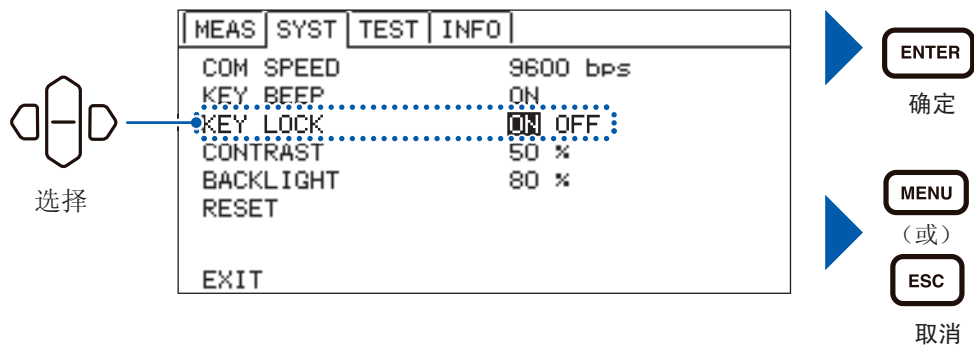 MEAS SYST TEST INFO
COM SPEED 9600 bps
KEY BEEP ON
KEY LOCK ON OFF
CONTRAST 50 %
BACKLIGHT 80 %
RESET
EXIT
选择
ENTER
确定
MENU
（或）
ESC
取消